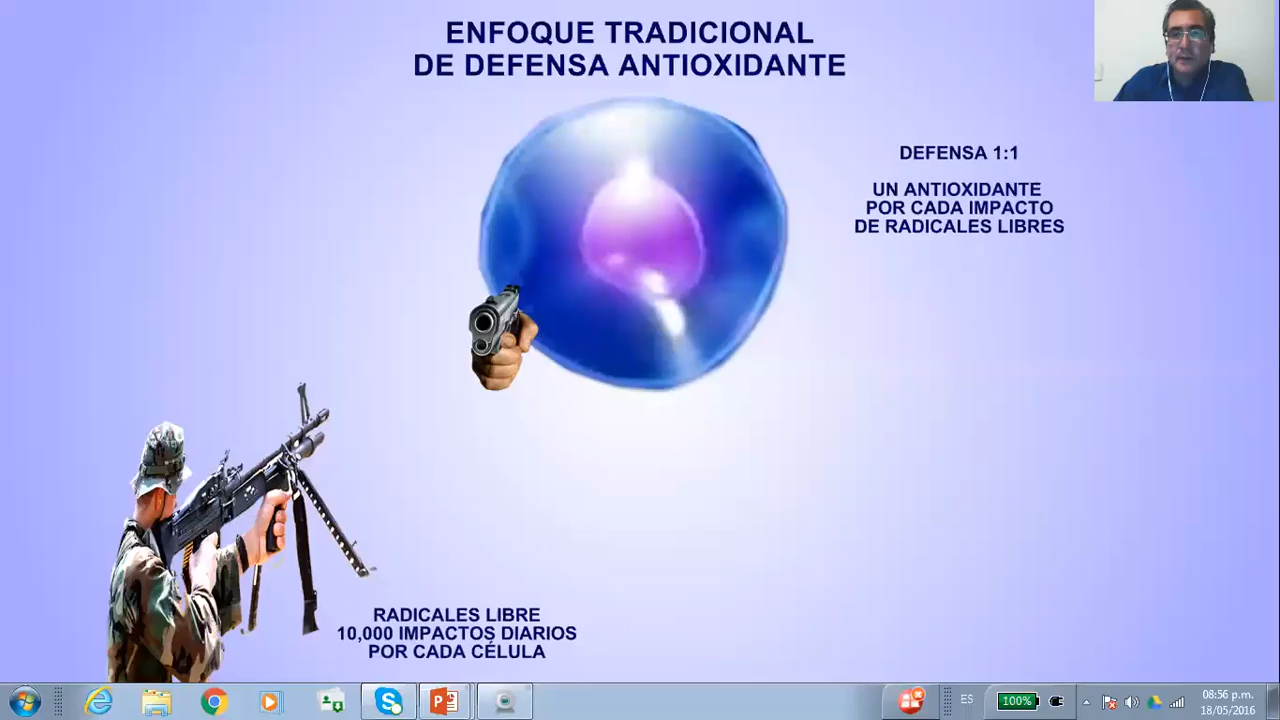 ENFOQUE TRADICIONAL
DE DEFENSA ANTIOXIDANTE
DEFENSA 1:1
UN ANTIOXIDANTE
POR CADA IMPACTO
DE RADICALES LIBRES
RADICALES LIBRE
10,000 IMPACTOS DIARIOS
POR CADA CÉLULA
ES
100%
08:56 p.m.
18/05/2016